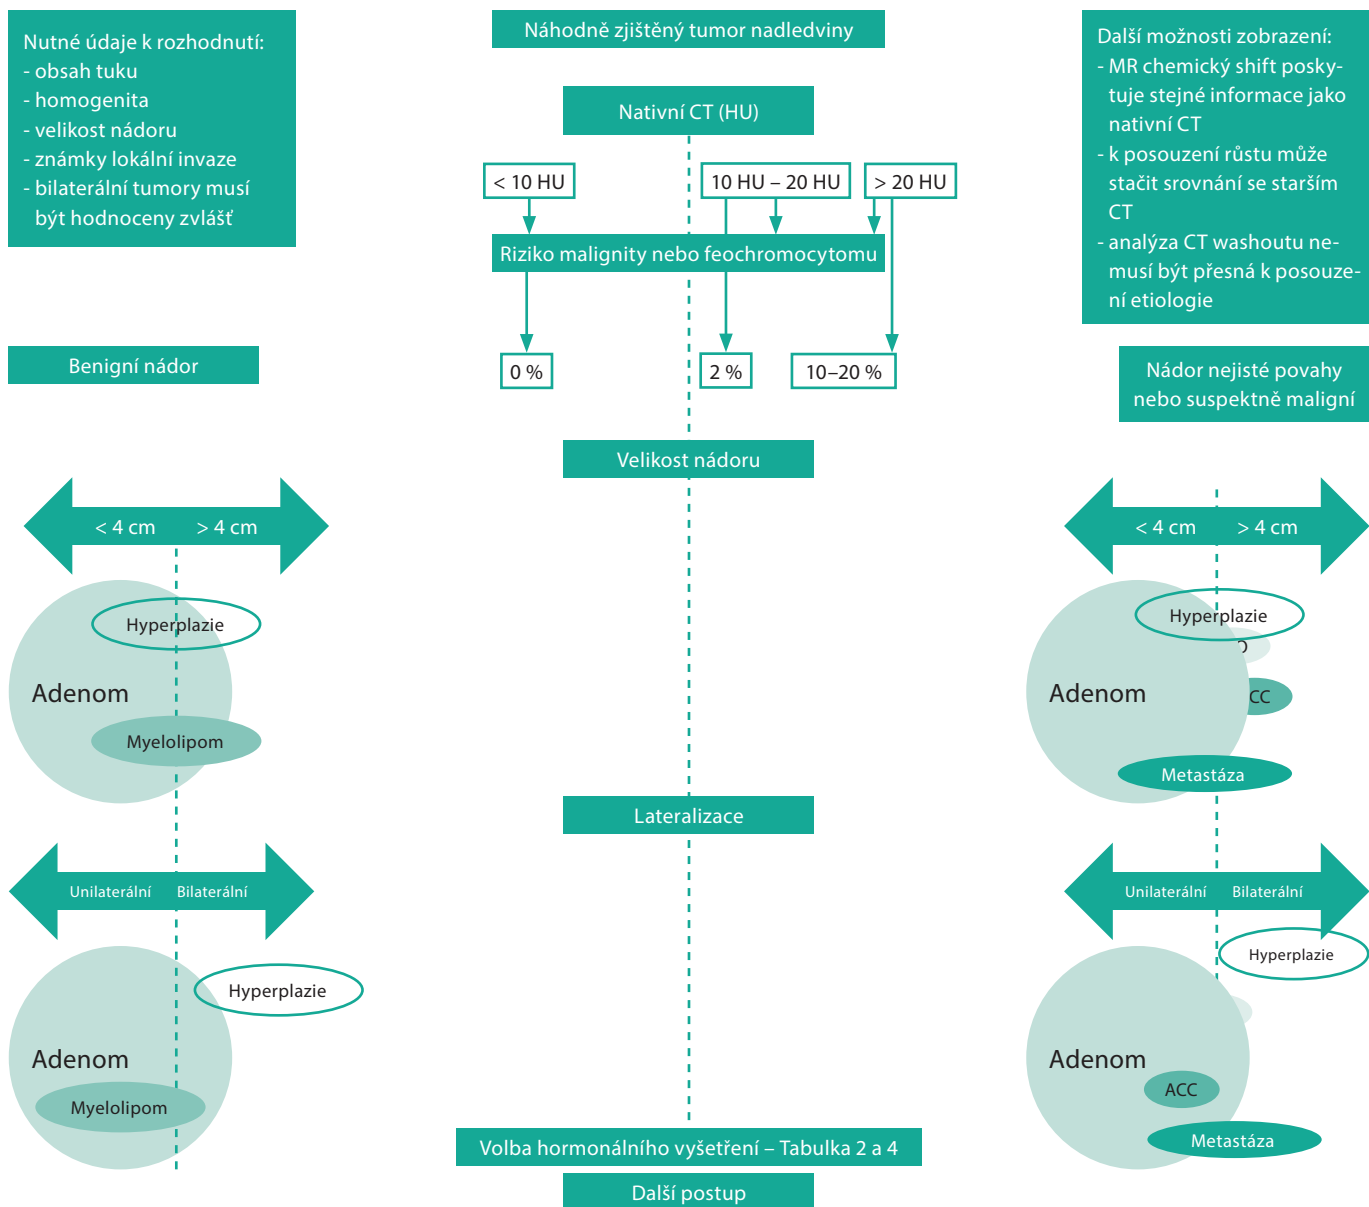 Nutné údaje k rozhodnutí:
- obsah tuku
- homogenita
- velikost nádoru
- známky lokální invaze
- bilaterální tumory musí
být hodnoceny zvlášť
Náhodně zjištěný tumor nadledviny
Nativní CT (HU)
< 10 HU
10 HU – 20 HU
> 20 HU
Riziko malignity nebo feochromocytomu
0 %
2 %
10–20 %
Další možnosti zobrazení:
- MR chemický shift posky-
tuje stejné informace jako
nativní CT
- k posouzení růstu může
stačit srovnání se starším
CT
- analýza CT washoutu ne-
musí být přesná k posouze-
ní etiologie
Benigní nádor
Nádor nejisté povahy
nebo suspektně maligní
Velikost nádoru
< 4 cm
> 4 cm
Hyperplazie
Adenom
Myelolipom
< 4 cm
> 4 cm
Hyperplazie
Adenom
CC
Metastáza
Lateralizace
Unilaterální
Bilaterální
Hyperplazie
Adenom
Myelolipom
Unilaterální
Bilaterální
Hyperplazie
Adenom
ACC
Metastáza
Volba hormonálního vyšetření – Tabulka 2 a 4
Další postup